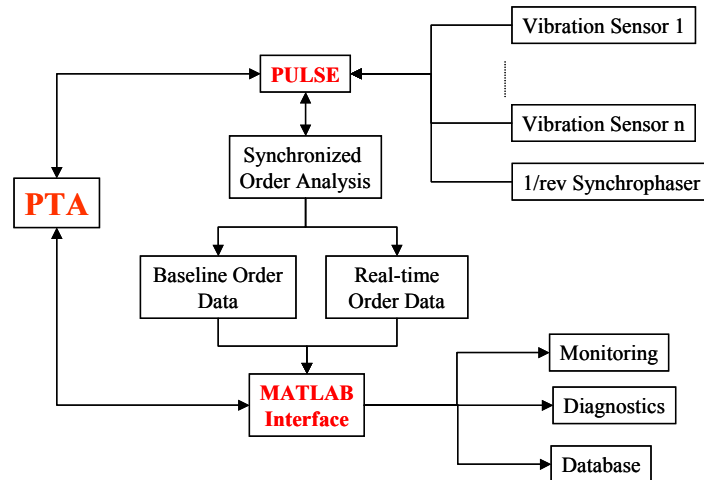 Vibration Sensor 1
PULSE
Vibration Sensor n
Synchronized
Order Analysis
1/rev Synchrophaser
PTA
Baseline Order
Data
Real-time
Order Data
Monitoring
MATLAB
Interface
Diagnostics
Database